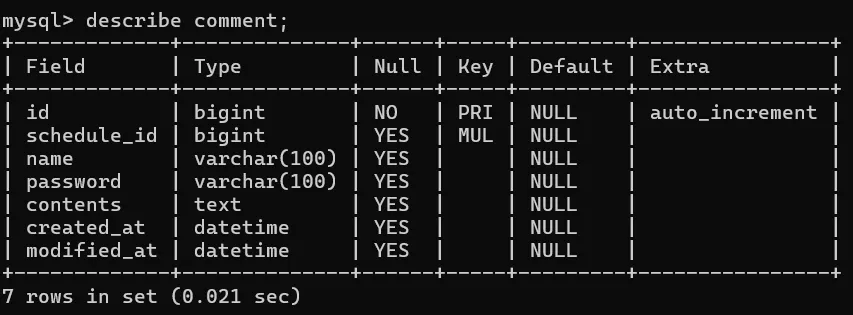 mysql> describe comment;
+-------------+--------------+------+-----+---------+----------------+
| Field       | Type         | Null | Key | Default | Extra          |
+-------------+--------------+------+-----+---------+----------------+
| id          | bigint       | NO   | PRI | NULL    | auto_increment |
| schedule_id | bigint       | YES  | MUL | NULL    |                |
| name        | varchar(100) | YES  |     | NULL    |                |
| password    | varchar(100) | YES  |     | NULL    |                |
| contents    | text         | YES  |     | NULL    |                |
| created_at  | datetime     | YES  |     | NULL    |                |
| modified_at | datetime     | YES  |     | NULL    |                |
+-------------+--------------+------+-----+---------+----------------+
7 rows in set (0.021 sec)